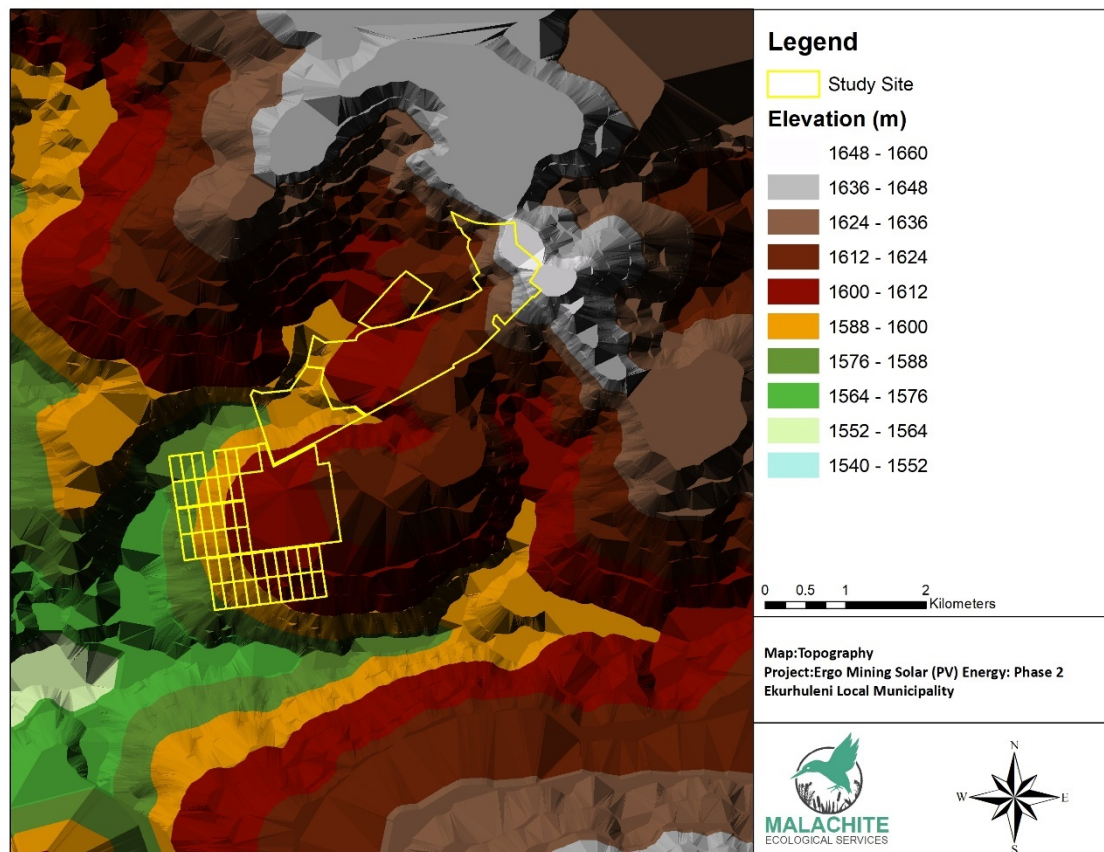 Legend
Study Site
Elevation (m)
1648 - 1660
1636 - 1648
1624 - 1636
1612 - 1624
1600 - 1612
1588 - 1600
1576 - 1588
1564 - 1576
1552 - 1564
1540 - 1552
0 0.5 1 2
Kilometers
Map:Topography
Project:Ergo Mining Solar (PV) Energy: Phase 2
Ekurhuleni Local Municipality
MALACHITE
ECOLOGICAL SERVICES
N
W E
S